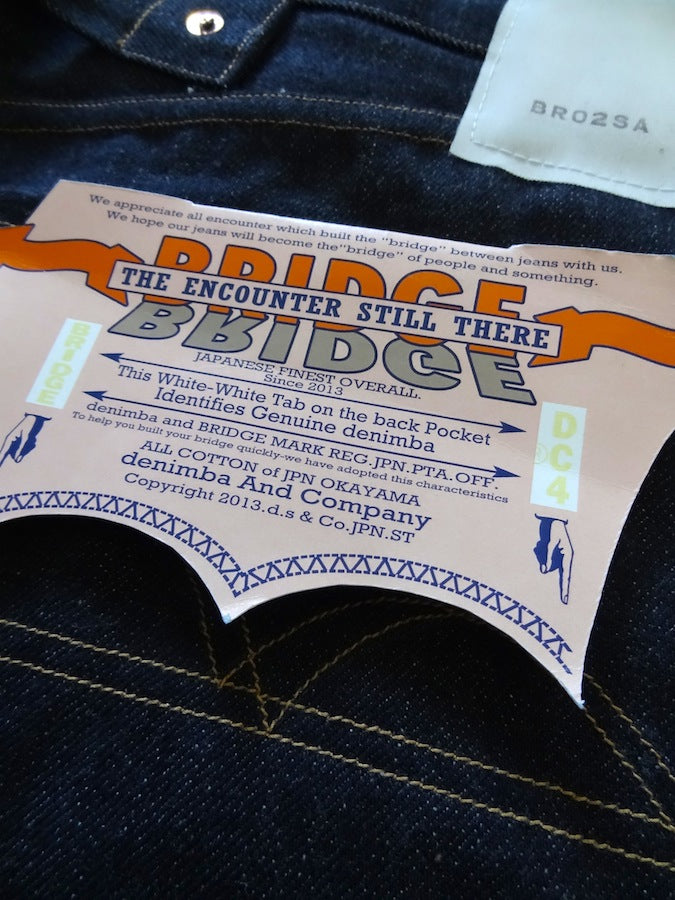 BR02SA
We appreciate all encounter which built the "bridge" between jeans with us.
We hope our jeans will become the"bridge" of people and something.
BRIDGE
THE ENCOUNTER STILL THERE
BRIDGE
JAPANESE FINEST OVERALL.
Since 2013
BRIDGE
This White-White Tab on the back Pocket
Identifies Genuine denimba
denimba and BRIDGE MARK REG.JPN.PTA.OFF.
To help you built your bridge quickly-we have adopted this characteristics
DC4
®
ALL COTTON of JPN OKAYAMA
denimba And Company
Copyright 2013.d.s & Co.JPN.ST